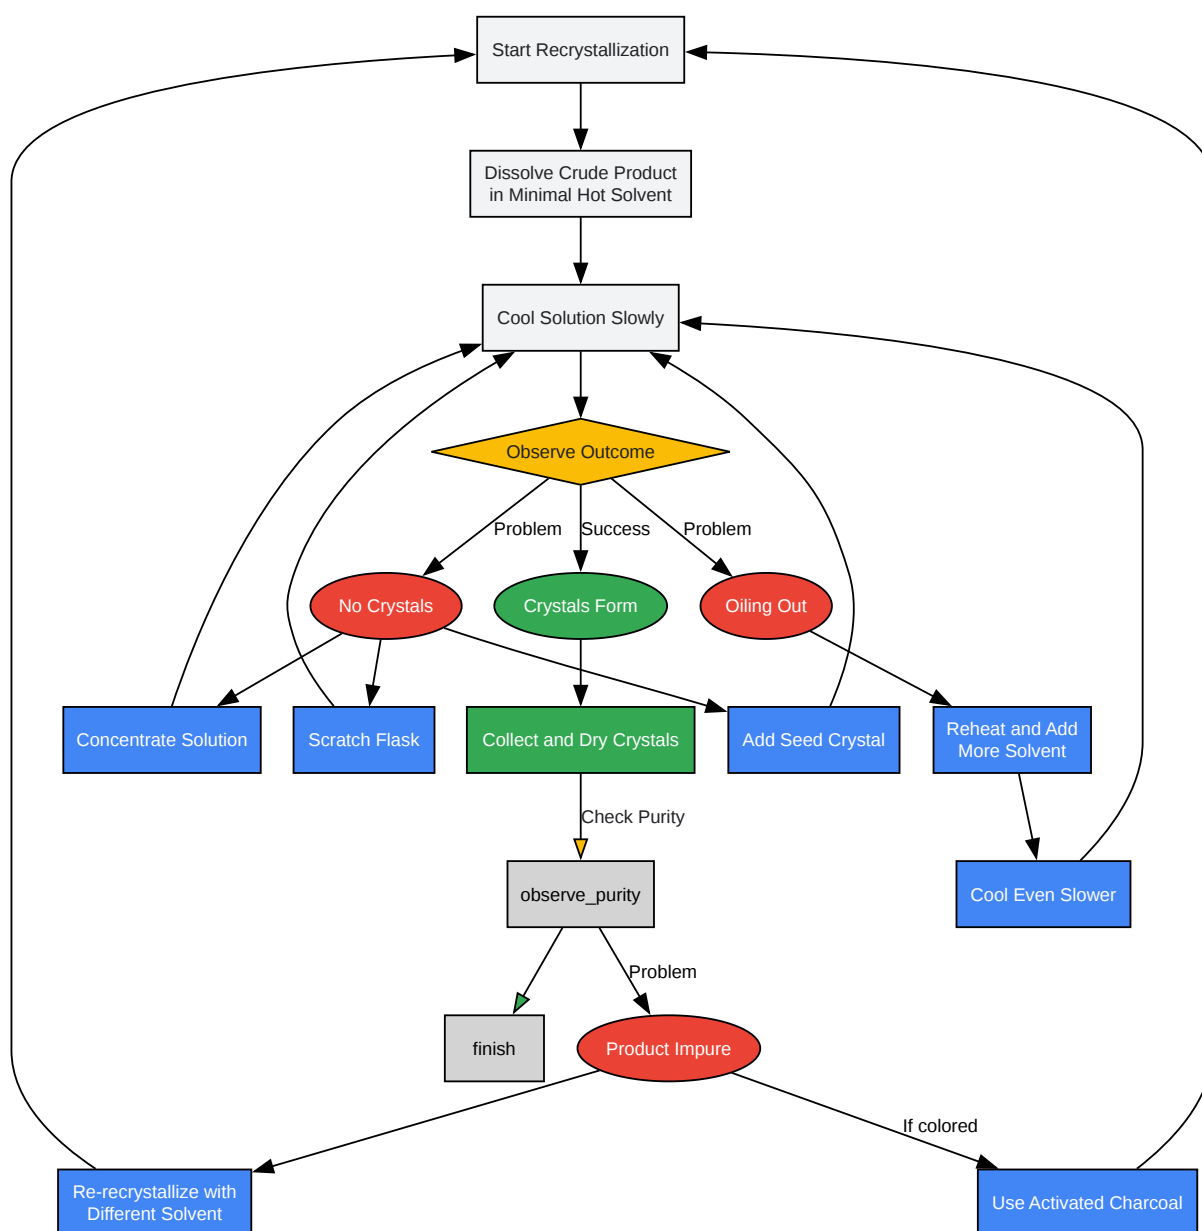 Start Recrystallization
Dissolve Crude Product
in Minimal Hot Solvent
Cool Solution Slowly
Observe Outcome
Problem
Success
Problem
No Crystals
Crystals Form
Oiling Out
Concentrate Solution
Scratch Flask
Collect and Dry Crystals
Add Seed Crystal
Reheat and Add
More Solvent
Check Purity
observe_purity
Cool Even Slower
Problem
finish
Product Impure
If colored
Re-recrystallize with
Different Solvent
Use Activated Charcoal